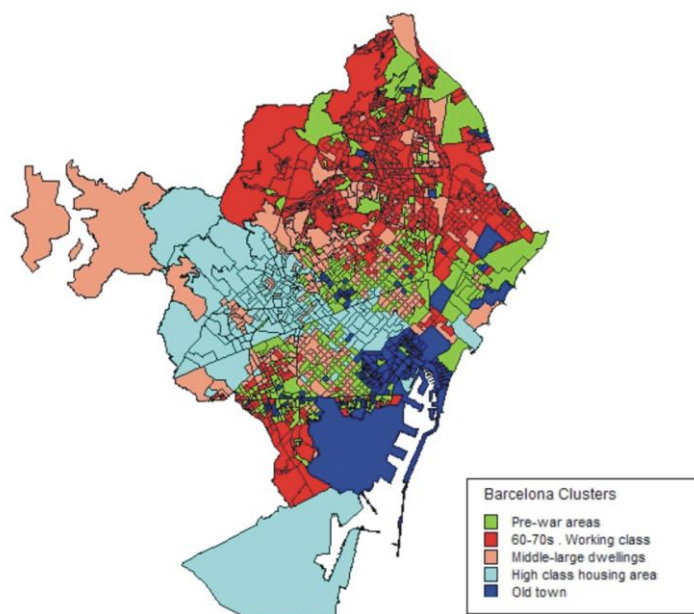 Barcelona Clusters
Pre-war areas
60-70s . Working class
Middle-large dwellings
High class housing area
Old town